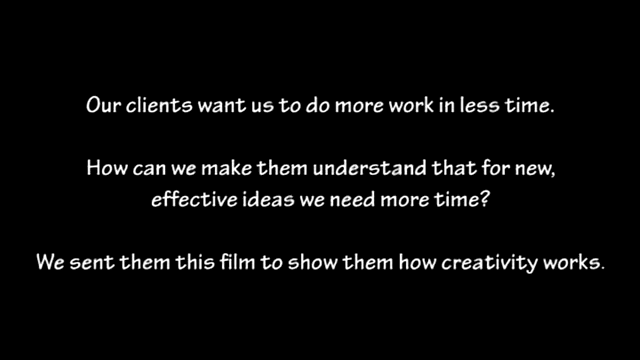 Our clients want us to do more work in less time.
How can we make them understand that for new,
effective ideas we need more time?
We sent them this film to show them how creativity works.